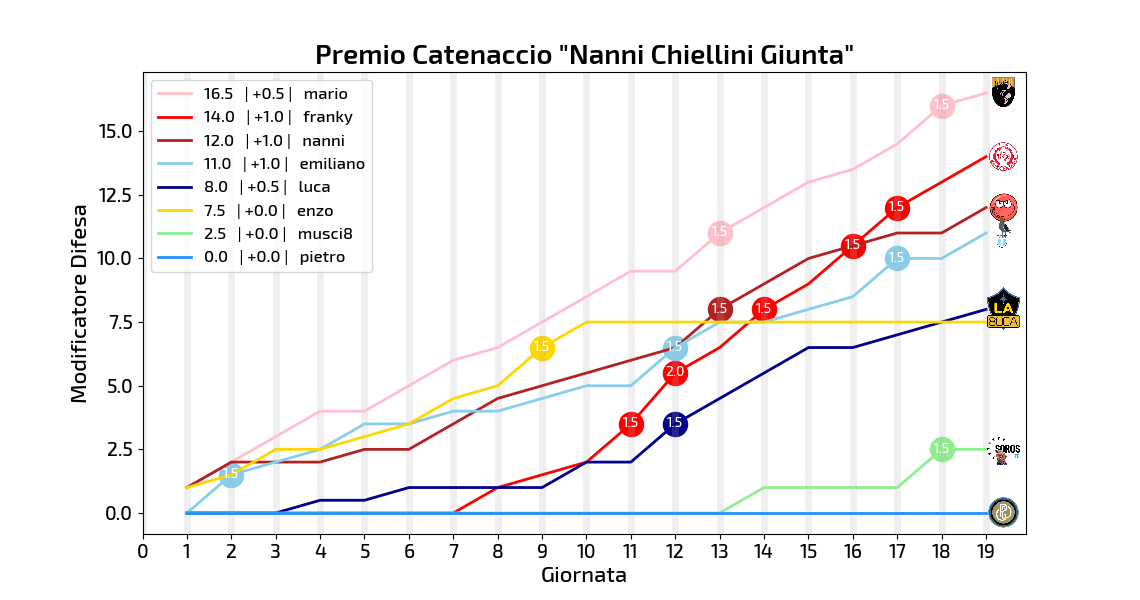 Premio Catenaccio "Nanni Chiellini Giunta"
16.5 | +0.5 | mario
14.0 | +1.0 | franky
12.0 | +1.0 | nanni
11.0 | +1.0 | emiliano
8.0 | +0.5 | luca
7.5 | +0.0 | enzo
2.5 | +0.0 | musci8
0.0 | +0.0 | pietro
Modificatore Difesa
15.0
12.5
10.0
7.5
5.0
2.5
0.0
1.5
1.5
1.5
1.5
1.5
1.5
1.5
1.5
1.5
1.5
2.0
1.5
1.5
1.5
1.5
LA
SUCA
SOROS
0 1 2 3 4 5 6 7 8 9 10 11 12 13 14 15 16 17 18 19
Giornata